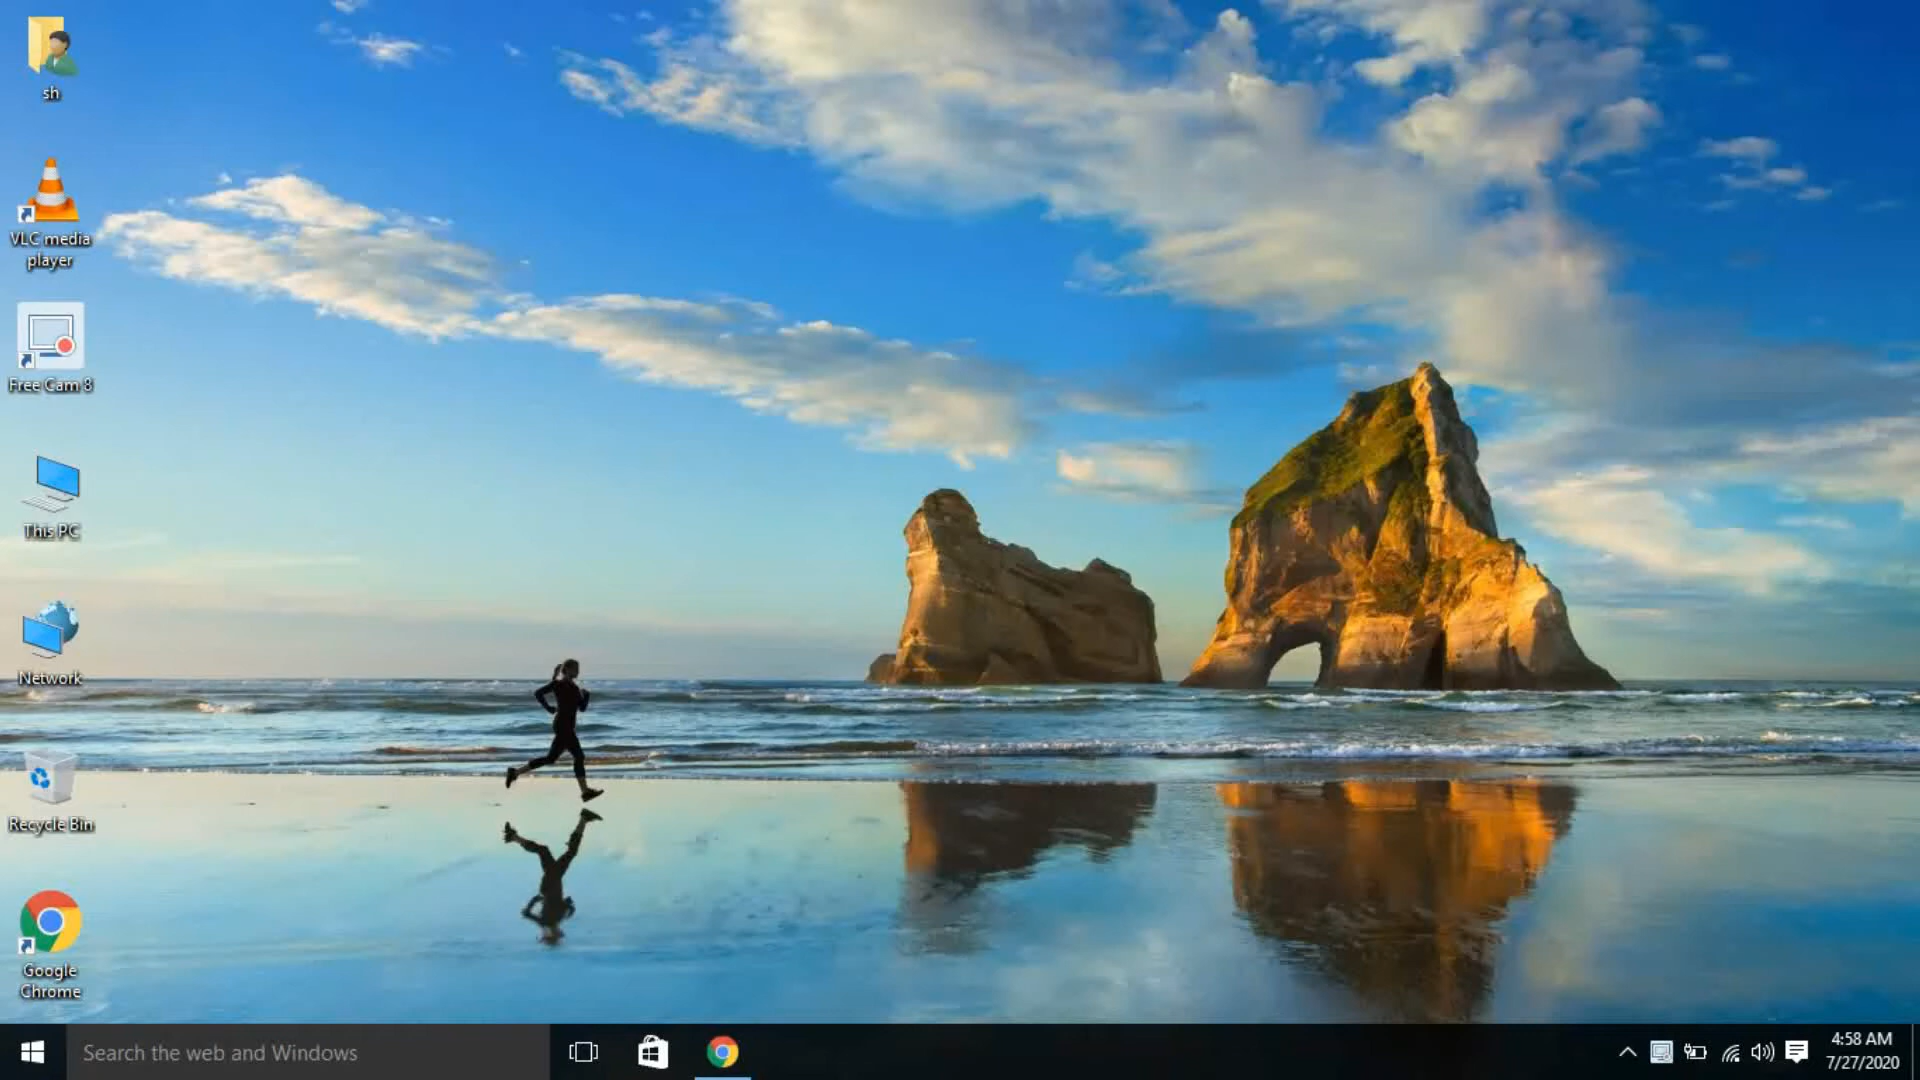 sh
VLC media
player
Free Cam 8
This PC
Network
Recycle Bin
Google
Chrome
Search the web and Windows
4:58 AM
7/27/2020